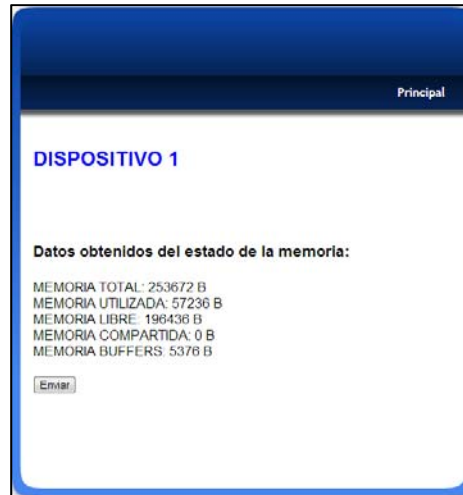 Principal
DISPOSITIVO 1
Datos obtenidos del estado de la memoria:
MEMORIA TOTAL: 253672 B
MEMORIA UTILIZADA: 57236 B
MEMORIA LIBRE: 196436 B
MEMORIA COMPARTIDA: 0 B
MEMORIA BUFFERS: 5376 B
Enviar